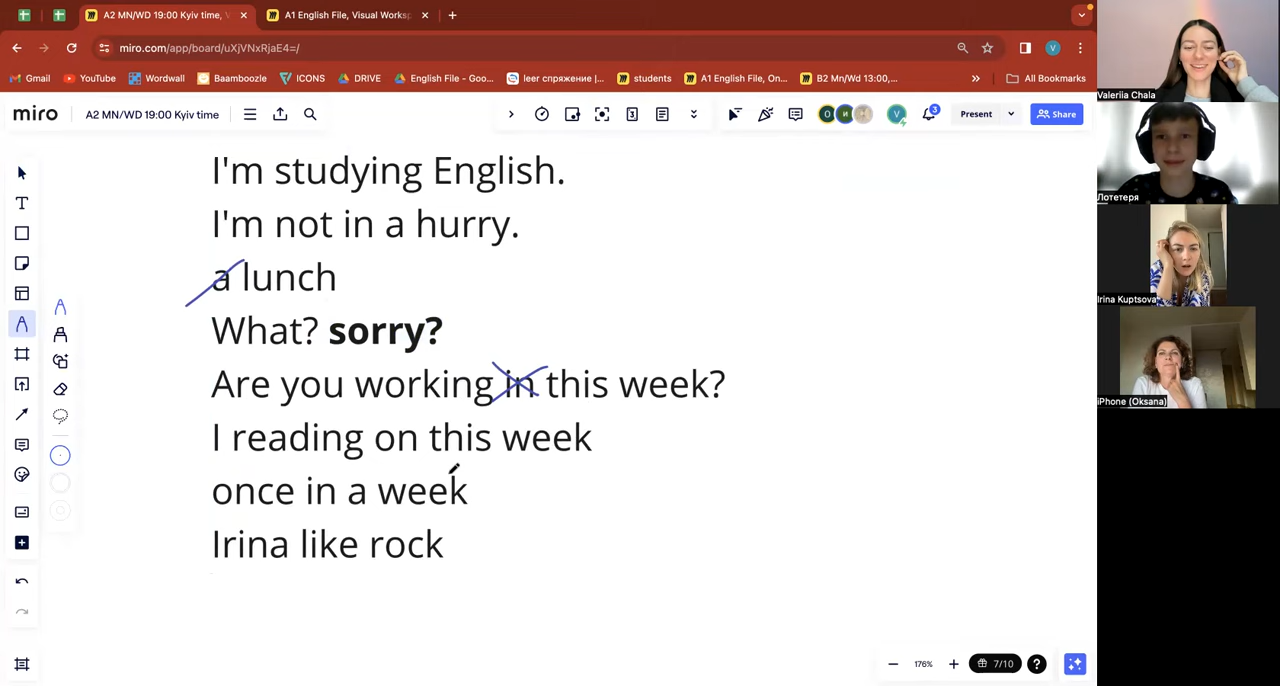 A2 MN/WD 19:00 Kyiv time, V
A1 English File, Visual Worksp
miro.com/app/board/uXjVNxRjaE4=/
V
Gmail YouTube Wordwall Baamboozle ICONS DRIVE English File - Goo... leer спряжение |... students A1 English File, On... B2 Mn/Wd 13:00,... » All Bookmarks
miro A2 MN/WD 19:00 Kyiv time O И V 3 Present Share
I'm studying English.
I'm not in a hurry.
a lunch
What? sorry?
Are you working in this week?
I reading on this week
once in a week
Irina like rock
176% 7/10 ?
Valeriia Chala
Лотетеря
Irina Kuptsova
iPhone (Oksana)